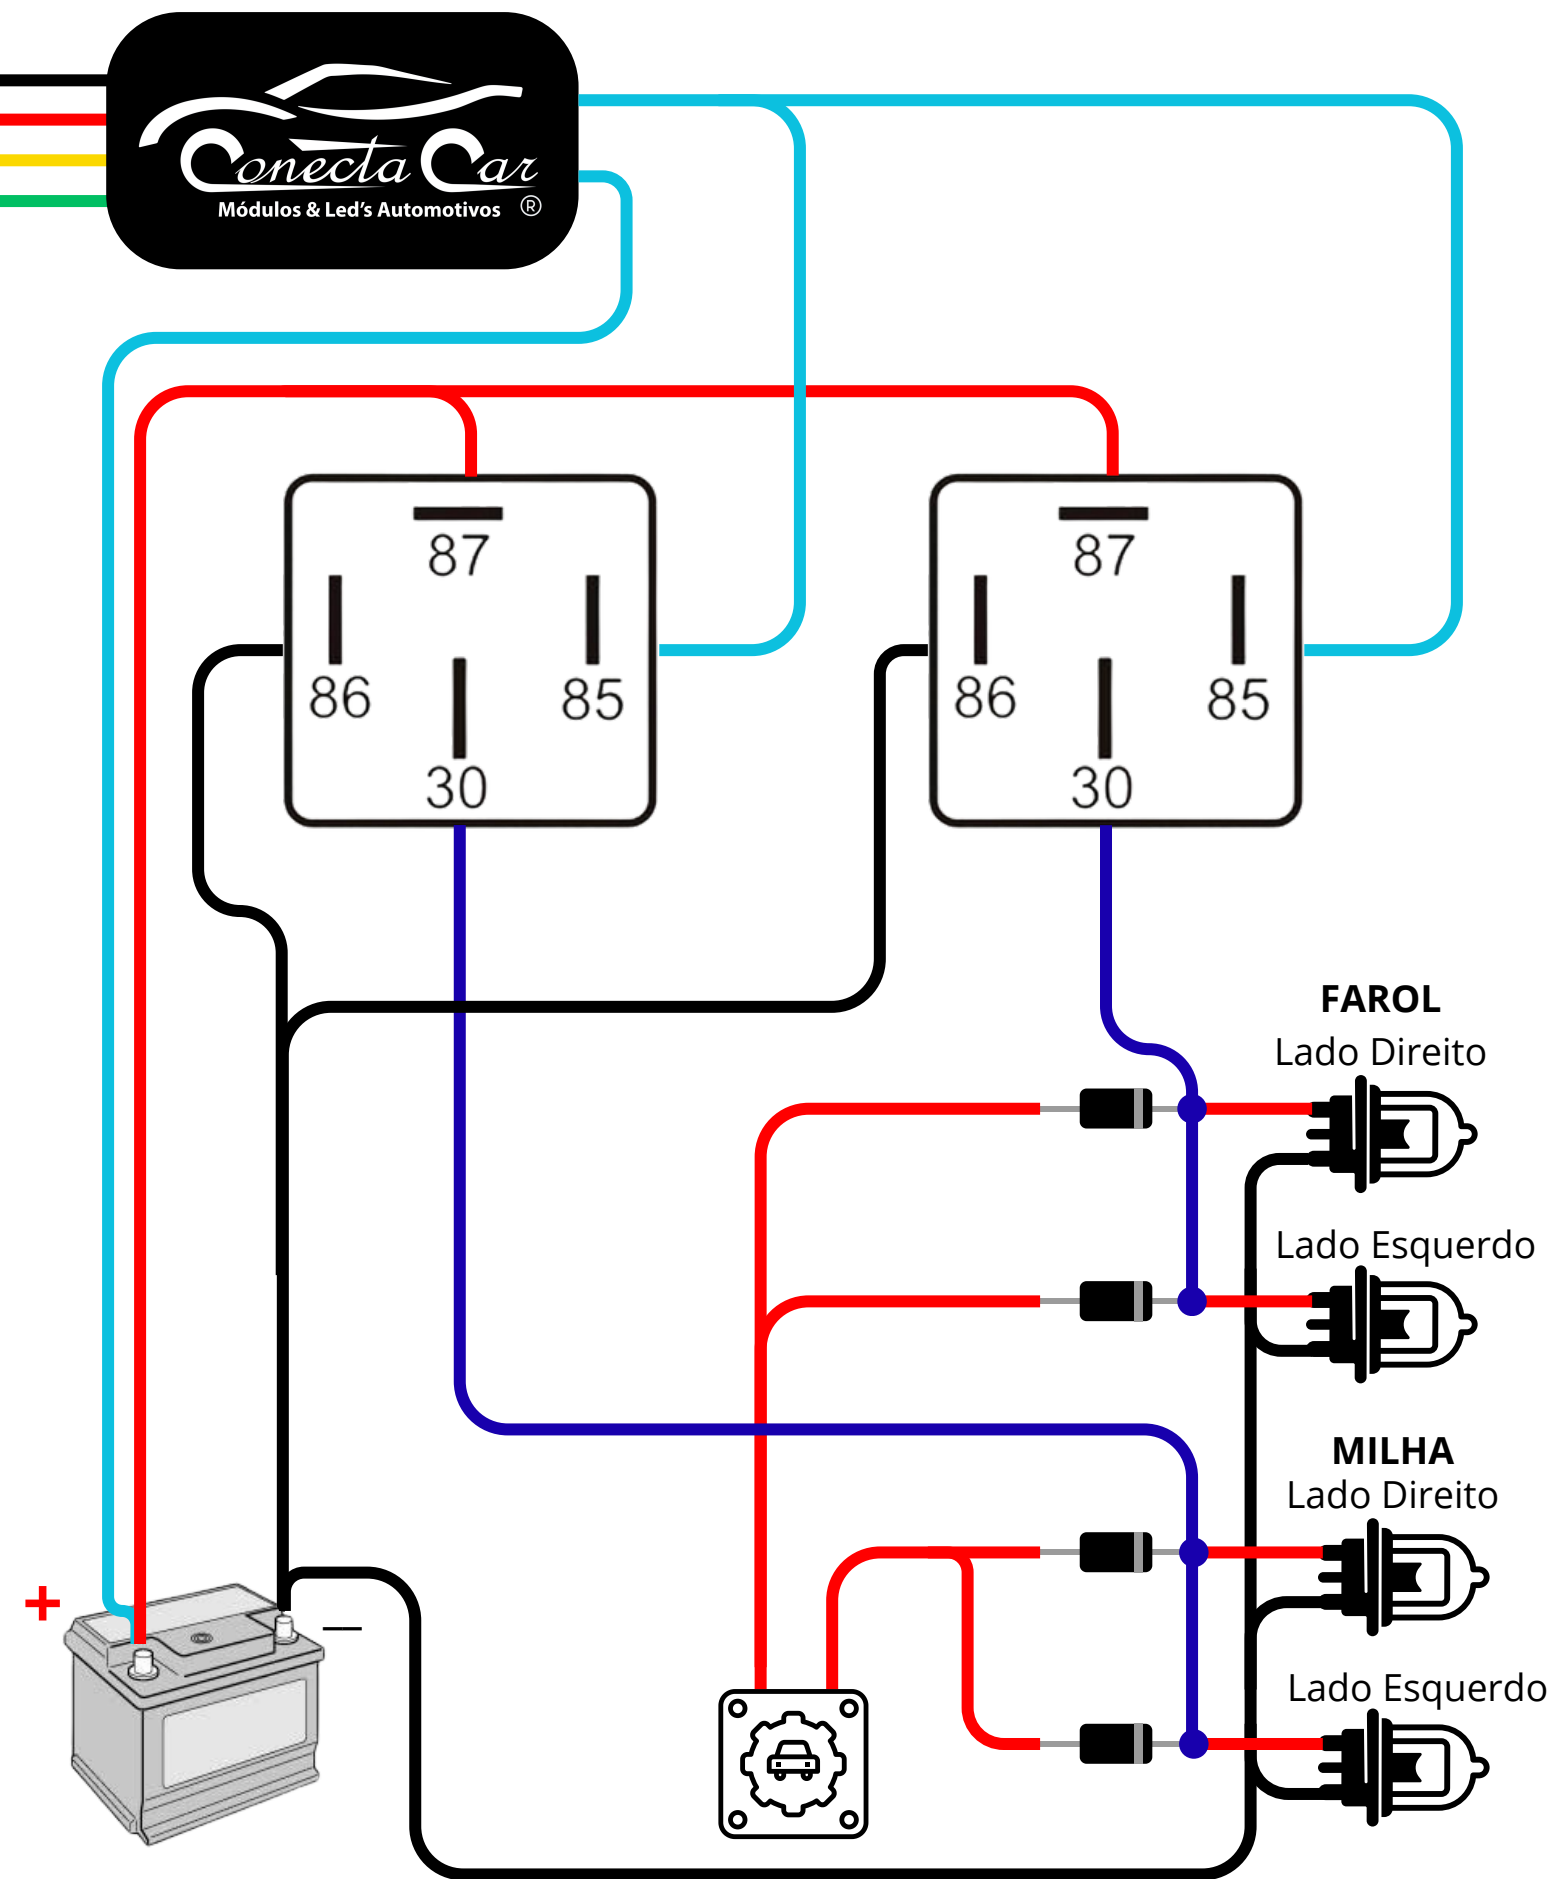 Conecta Car
Módulos & Led's Automotivos ®
87
86
85
30
87
86
85
30
FAROL
Lado Direito
Lado Esquerdo
MILHA
Lado Direito
Lado Esquerdo
+
—